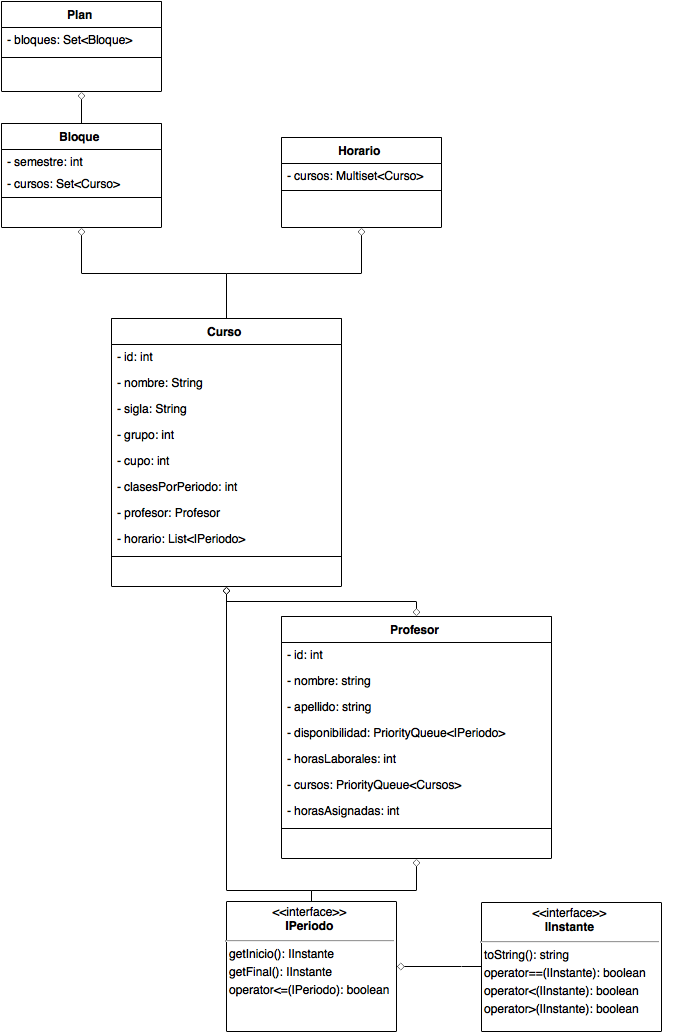 Plan
- bloques: Set<Bloque>
Bloque
- semestre: int
- cursos: Set<Curso>
Horario
- cursos: Multiset<Curso>
Curso
- id: int
- nombre: String
- sigla: String
- grupo: int
- cupo: int
- clasesPorPeriodo: int
- profesor: Profesor
- horario: List<IPeriodo>
Profesor
- id: int
- nombre: string
- apellido: string
- disponibilidad: PriorityQueue<IPeriodo>
- horasLaborales: int
- cursos: PriorityQueue<Cursos>
- horasAsignadas: int
<<interface>>
IPeriodo
getInicio(): IInstante
getFinal(): IInstante
operator<=(IPeriodo): boolean
<<interface>>
IInstante
toString(): string
operator==(IInstante): boolean
operator<(IInstante): boolean
operator>(IInstante): boolean